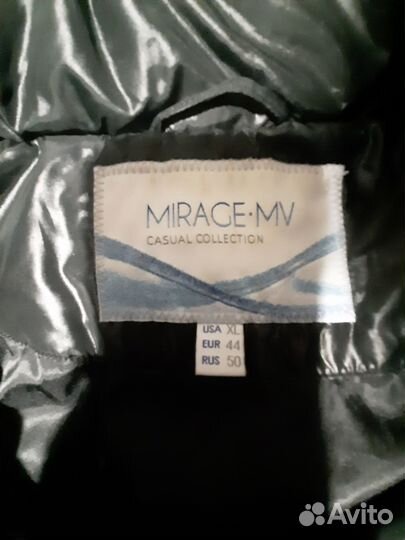 MIRAGE·MV
CASUAL COLLECTION
USA XL
EUR 44
RUS 50
Avito